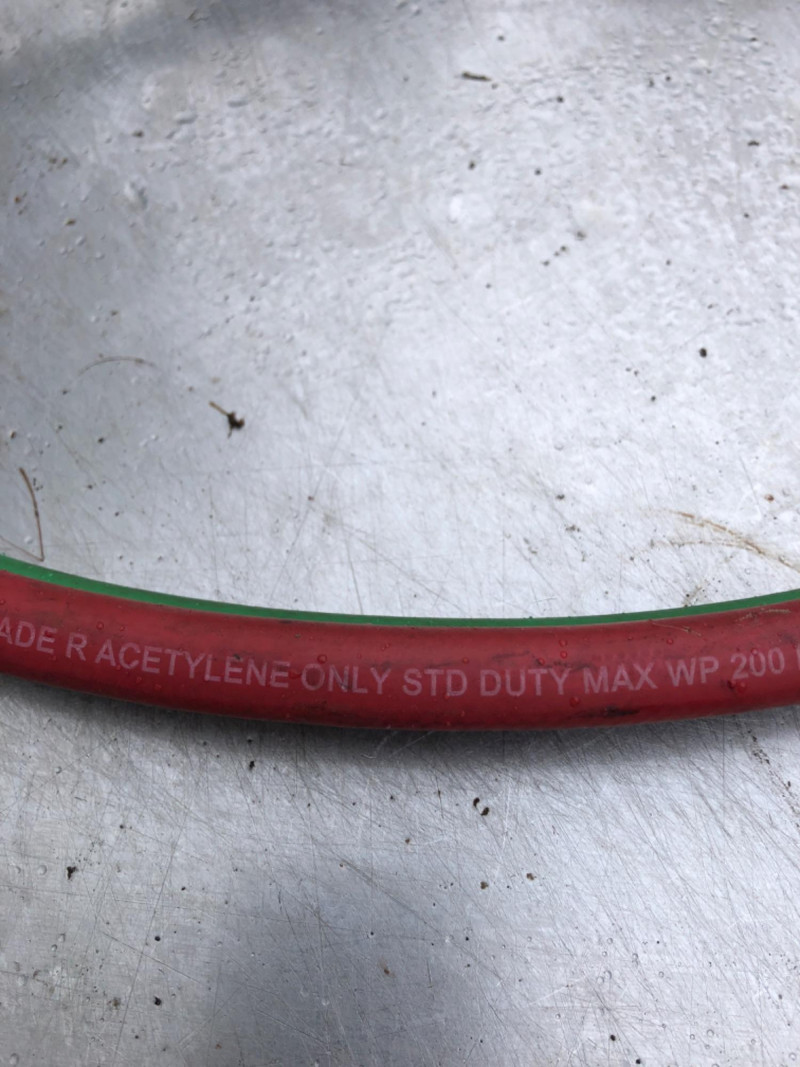 ADE R ACETYLENE ONLY STD DUTY MAX WP 200